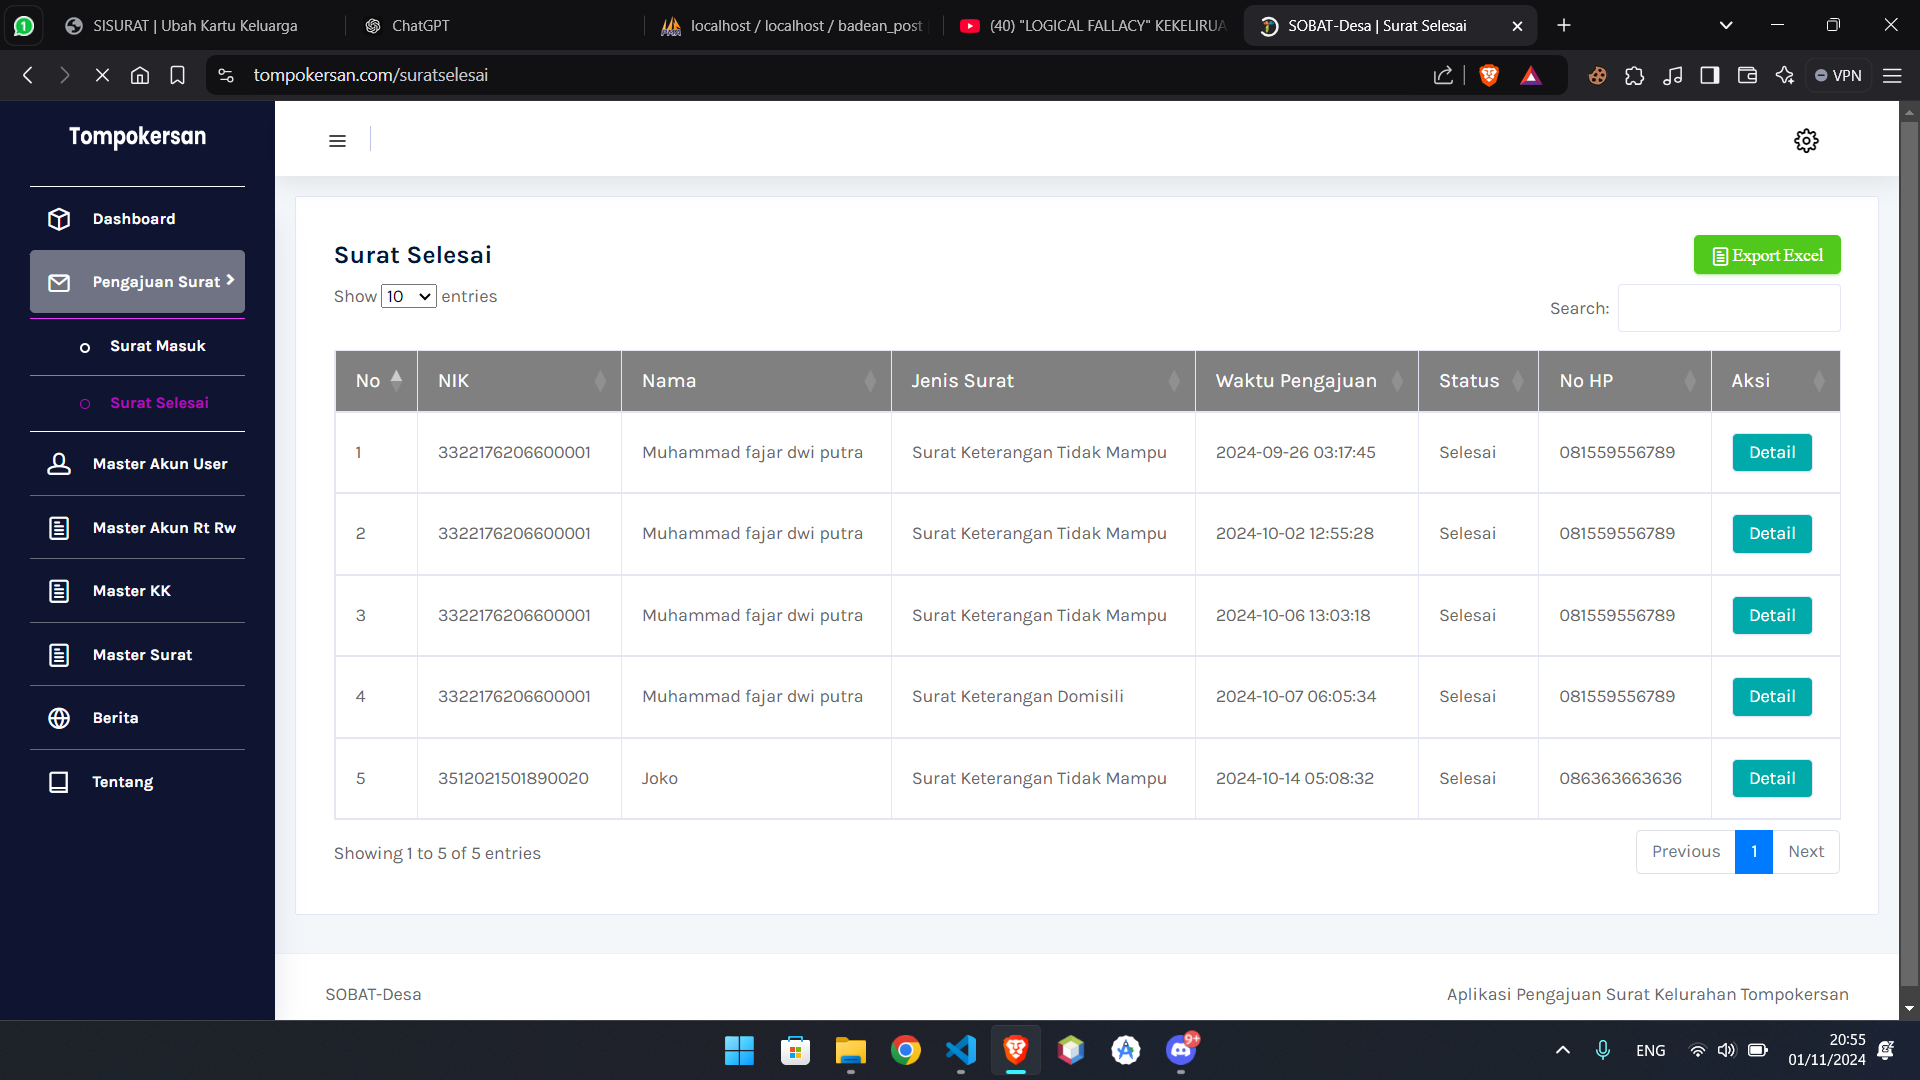 SISURAT | Ubah Kartu Keluarga
ChatGPT
localhost / localhost / badean_post
(40) "LOGICAL FALLACY" KEKELIRUA
SOBAT-Desa | Surat Selesai
tompokersan.com/suratselesai
VPN
Tompokersan
Dashboard
Pengajuan Surat
Surat Masuk
Surat Selesai
Master Akun User
Master Akun Rt Rw
Master KK
Master Surat
Berita
Tentang
Surat Selesai
Export Excel
Show 10 entries
Search:
No NIK Nama Jenis Surat Waktu Pengajuan Status No HP Aksi
1 3322176206600001 Muhammad fajar dwi putra Surat Keterangan Tidak Mampu 2024-09-26 03:17:45 Selesai 081559556789 Detail
2 3322176206600001 Muhammad fajar dwi putra Surat Keterangan Tidak Mampu 2024-10-02 12:55:28 Selesai 081559556789 Detail
3 3322176206600001 Muhammad fajar dwi putra Surat Keterangan Tidak Mampu 2024-10-06 13:03:18 Selesai 081559556789 Detail
4 3322176206600001 Muhammad fajar dwi putra Surat Keterangan Domisili 2024-10-07 06:05:34 Selesai 081559556789 Detail
5 3512021501890020 Joko Surat Keterangan Tidak Mampu 2024-10-14 05:08:32 Selesai 086363663636 Detail
Showing 1 to 5 of 5 entries
Previous 1 Next
SOBAT-Desa
Aplikasi Pengajuan Surat Kelurahan Tompokersan
9+
ENG
20:55
01/11/2024